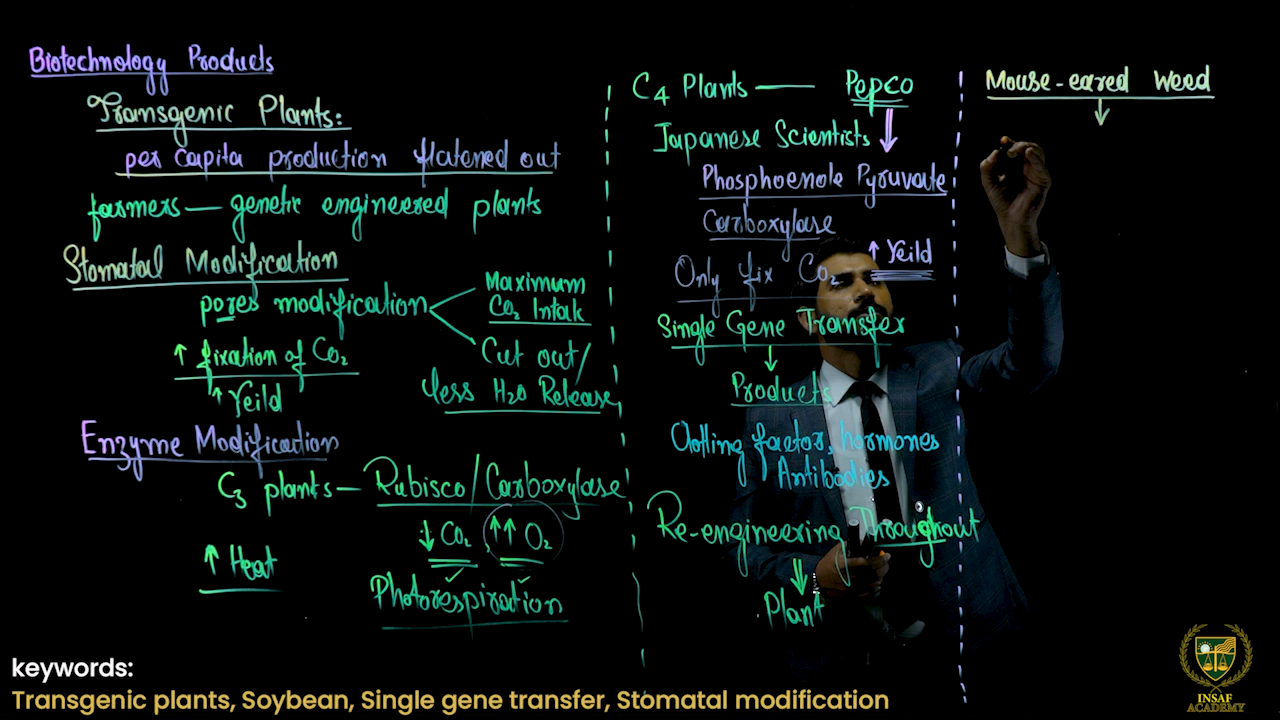 Biotechnology Products
Transgenic Plants:
per capita production flatened out
farmers — genetic engineered plants
Stomatal Modification
pores modification
Maximum
CO₂ Intak
Cut out/
less H₂O Release
↑ fixation of CO₂
↑ Yeild
Enzyme Modification
C₃ plants — Rubisco/Carboxylase
↓ CO₂, ↑↑ O₂
↑ Heat
Photorespiration
C₄ Plants — Pepco
Japanese Scientists
Phosphoenole Pyruvate
Carboxylase
↑ Yeild
Only fix CO₂
Single Gene Transfer
↓
Products
Clotting factor, hormones
Antibodies
Re-engineering Throughout
Plant
Mouse-eared Weed
↓
keywords:
Transgenic plants, Soybean, Single gene transfer, Stomatal modification
INSAF
ACADEMY